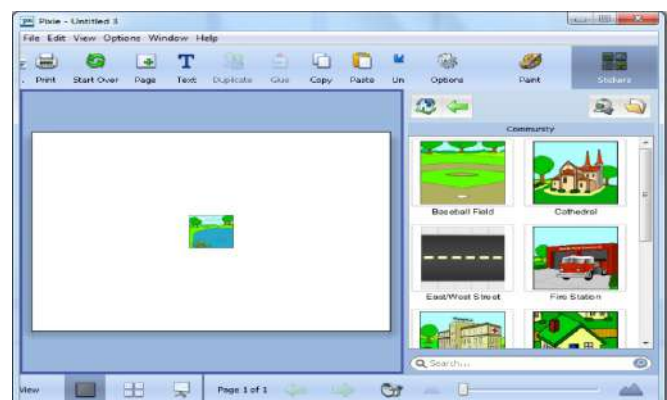 Pixie - Untitled 3
File Edit View Options Window Help
Print Start Over Page Text Duplicate Glue Copy Paste Un Options Paint Stickers
Community
Baseball Field Cathedral
East/West Street Fire Station
Search...
View Page 1 of 1